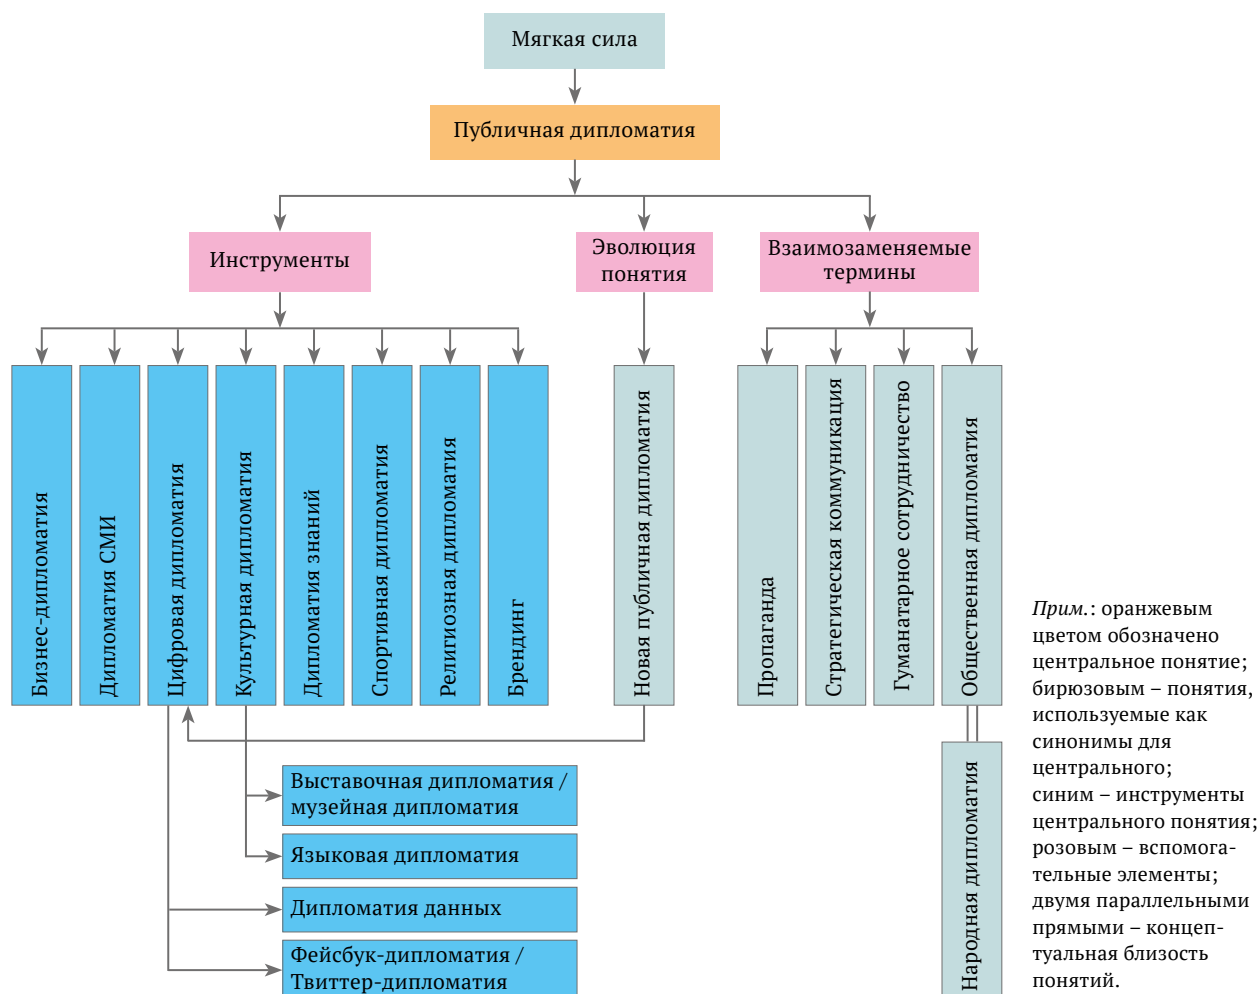 Мягкая сила
Публичная дипломатия
Инструменты
Эволюция
понятия
Взаимозаменяемые
термины
Бизнес-дипломатия
Дипломатия СМИ
Цифровая дипломатия
Культурная дипломатия
Дипломатия знаний
Спортивная дипломатия
Религиозная дипломатия
Брендинг
Новая публичная дипломатия
Пропаганда
Стратегическая коммуникация
Гуманатарное сотрудничество
Общественная дипломатия
Выставочная дипломатия /
музейная дипломатия
Языковая дипломатия
Дипломатия данных
Фейсбук-дипломатия /
Твиттер-дипломатия
Народная дипломатия
Прим.: оранжевым
цветом обозначено
центральное понятие;
бирюзовым – понятия,
используемые как
синонимы для
центрального;
синим – инструменты
центрального понятия;
розовым – вспомога-
тельные элементы;
двумя параллельными
прямыми – концеп-
туальная близость
понятий.